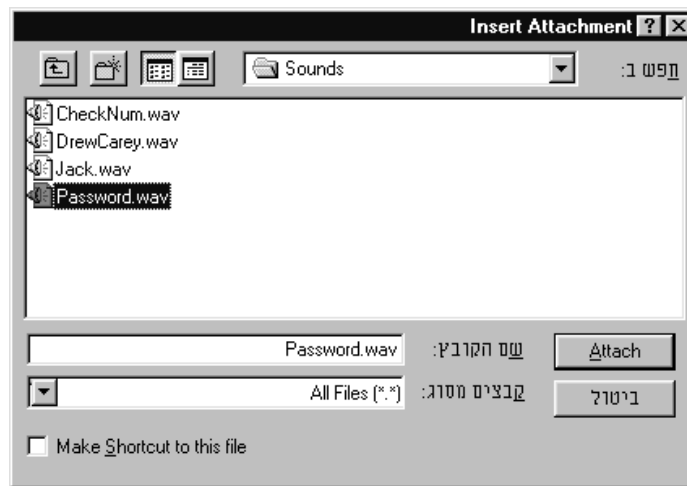 Insert Attachment
חפש ב:
Sounds
CheckNum.wav
DrewCarey.wav
Jack.wav
Password.wav
שם הקובץ:
Password.wav
Attach
קבצים מסוג:
All Files (*.*)
ביטול
Make Shortcut to this file